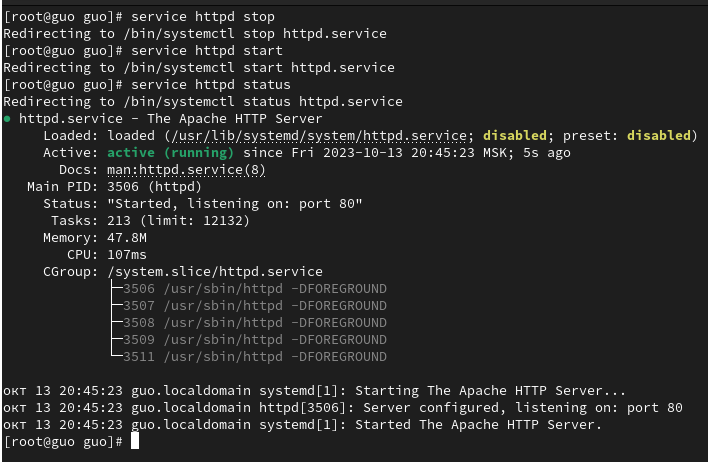 [root@guo guo]# service httpd stop
Redirecting to /bin/systemctl stop httpd.service
[root@guo guo]# service httpd start
Redirecting to /bin/systemctl start httpd.service
[root@guo guo]# service httpd status
Redirecting to /bin/systemctl status httpd.service
● httpd.service - The Apache HTTP Server
     Loaded: loaded (/usr/lib/systemd/system/httpd.service; disabled; preset: disabled)
     Active: active (running) since Fri 2023-10-13 20:45:23 MSK; 5s ago
       Docs: man:httpd.service(8)
   Main PID: 3506 (httpd)
     Status: "Started, listening on: port 80"
      Tasks: 213 (limit: 12132)
     Memory: 47.8M
        CPU: 107ms
     CGroup: /system.slice/httpd.service
             ├─3506 /usr/sbin/httpd -DFOREGROUND
             ├─3507 /usr/sbin/httpd -DFOREGROUND
             ├─3508 /usr/sbin/httpd -DFOREGROUND
             ├─3509 /usr/sbin/httpd -DFOREGROUND
             └─3511 /usr/sbin/httpd -DFOREGROUND

окт 13 20:45:23 guo.localdomain systemd[1]: Starting The Apache HTTP Server...
окт 13 20:45:23 guo.localdomain httpd[3506]: Server configured, listening on: port 80
окт 13 20:45:23 guo.localdomain systemd[1]: Started The Apache HTTP Server.
[root@guo guo]#